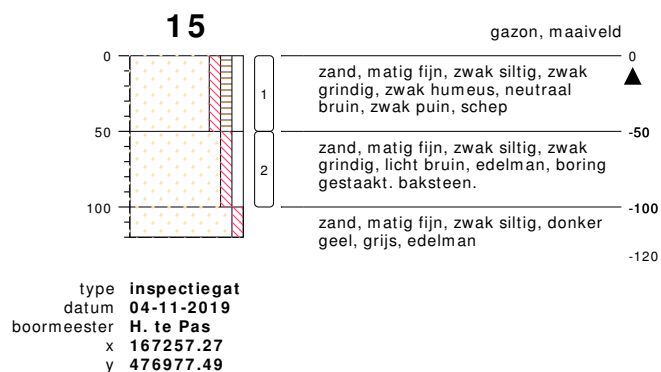 15
gazon, maaiveld
0
0
zand, matig fijn, zwak siltig, zwak
grindig, zwak humeus, neutraal
bruin, zwak puin, schep
1
50
-50
zand, matig fijn, zwak siltig, zwak
grindig, licht bruin, edelman, boring
gestaakt. baksteen.
2
100
-100
zand, matig fijn, zwak siltig, donker
geel, grijs, edelman
-120
type inspectiegat
datum 04-11-2019
boormeester H. te Pas
x 167257.27
y 476977.49